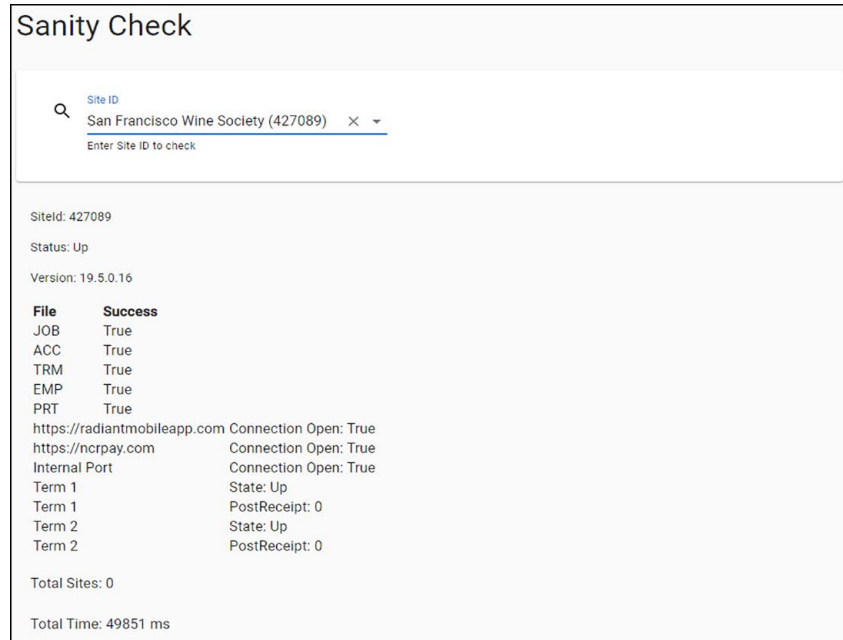 Sanity Check
Site ID
San Francisco Wine Society (427089)
Enter Site ID to check
SiteId: 427089
Status: Up
Version: 19.5.0.16
File Success
JOB True
ACC True
TRM True
EMP True
PRT True
https://radiantmobileapp.com Connection Open: True
https://ncrpay.com Connection Open: True
Internal Port Connection Open: True
Term 1 State: Up
Term 1 PostReceipt: 0
Term 2 State: Up
Term 2 PostReceipt: 0
Total Sites: 0
Total Time: 49851 ms